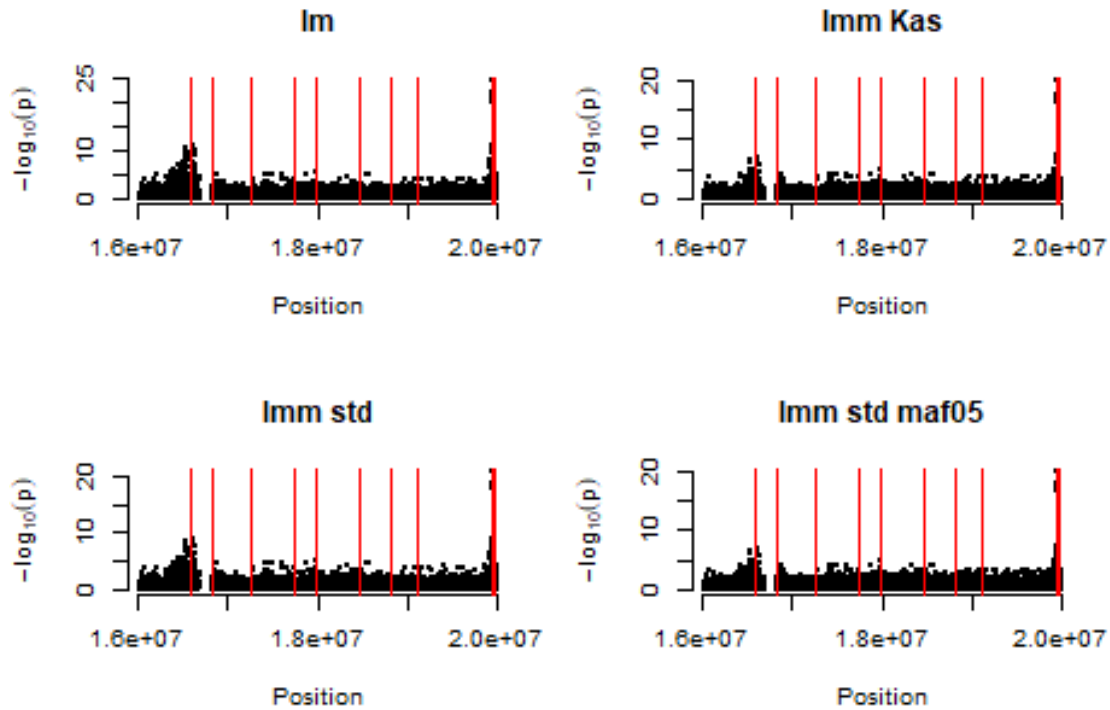 lm
lmm Kas
−log10(p)
0 10 25
−log10(p)
0 10 20
1.6e+07 1.8e+07 2.0e+07
1.6e+07 1.8e+07 2.0e+07
Position
Position
lmm std
lmm std maf05
−log10(p)
0 10 20
−log10(p)
0 10 20
1.6e+07 1.8e+07 2.0e+07
1.6e+07 1.8e+07 2.0e+07
Position
Position